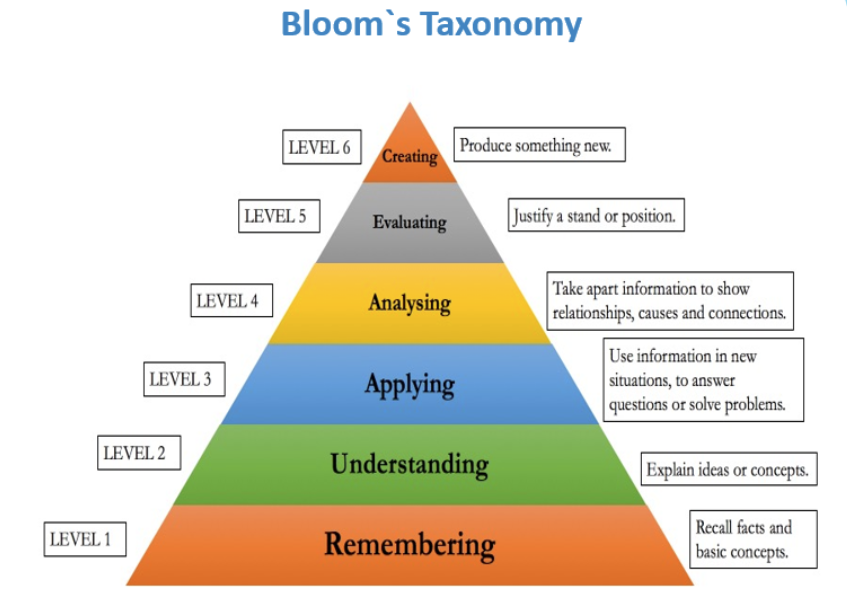 Bloom`s Taxonomy
LEVEL 6
Creating
Produce something new.
LEVEL 5
Evaluating
Justify a stand or position.
LEVEL 4
Analysing
Take apart information to show
relationships, causes and connections.
LEVEL 3
Applying
Use information in new
situations, to answer
questions or solve problems.
LEVEL 2
Understanding
Explain ideas or concepts.
LEVEL 1
Remembering
Recall facts and
basic concepts.